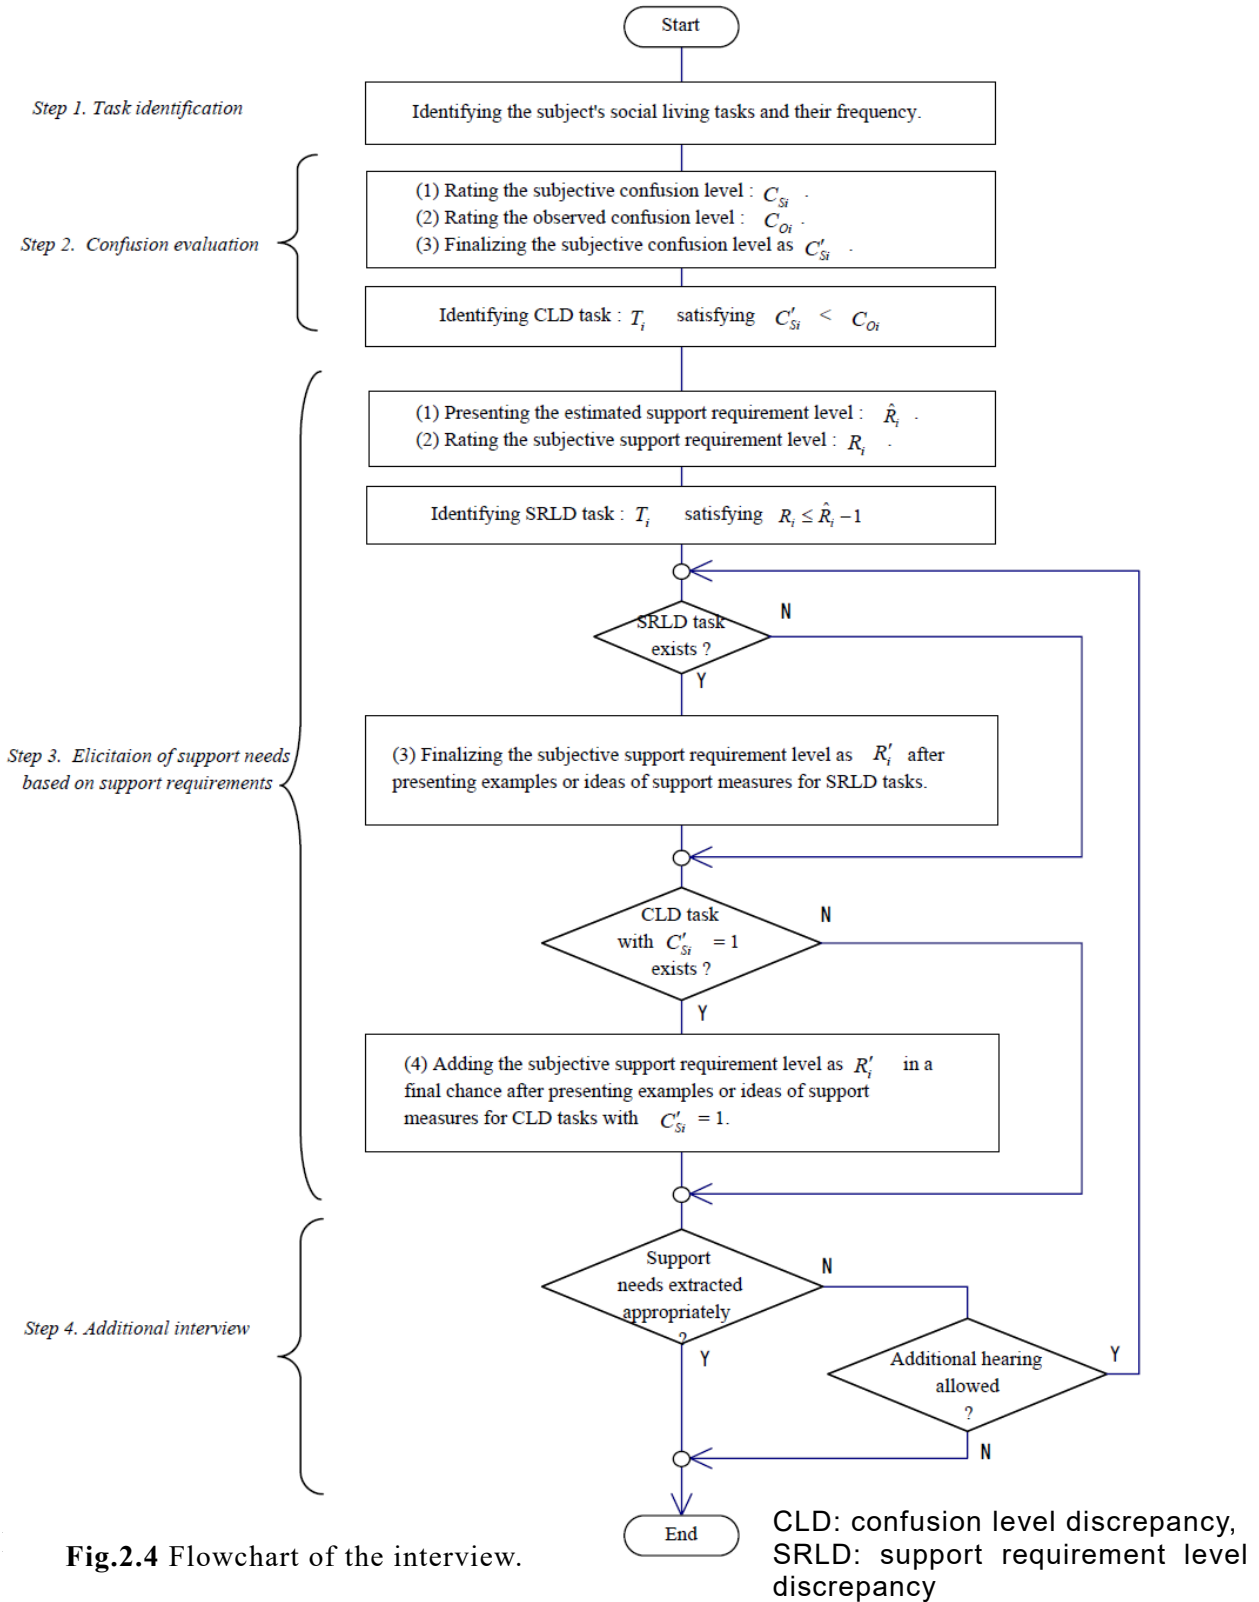 Start
Step 1. Task identification
Identifying the subject's social living tasks and their frequency.
Step 2. Confusion evaluation
(1) Rating the subjective confusion level : C_Si .
(2) Rating the observed confusion level : C_Oi .
(3) Finalizing the subjective confusion level as C′_Si .
Identifying CLD task : T_i satisfying C′_Si < C_Oi
(1) Presenting the estimated support requirement level : R̂_i .
(2) Rating the subjective support requirement level : R_i .
Identifying SRLD task : T_i satisfying R_i ≤ R̂_i −1
SRLD task
exists ?
N
Y
Step 3. Elicitaion of support needs
based on support requirements
(3) Finalizing the subjective support requirement level as R′_i after
presenting examples or ideas of support measures for SRLD tasks.
CLD task
with C′_Si = 1
exists ?
N
Y
(4) Adding the subjective support requirement level as R′_i in a
final chance after presenting examples or ideas of support
measures for CLD tasks with C′_Si = 1.
Step 4. Additional interview
Support
needs extracted
appropriately
?
N
Y
Additional hearing
allowed
?
Y
N
End
Fig.2.4 Flowchart of the interview.
CLD: confusion level discrepancy,
SRLD: support requirement level
discrepancy